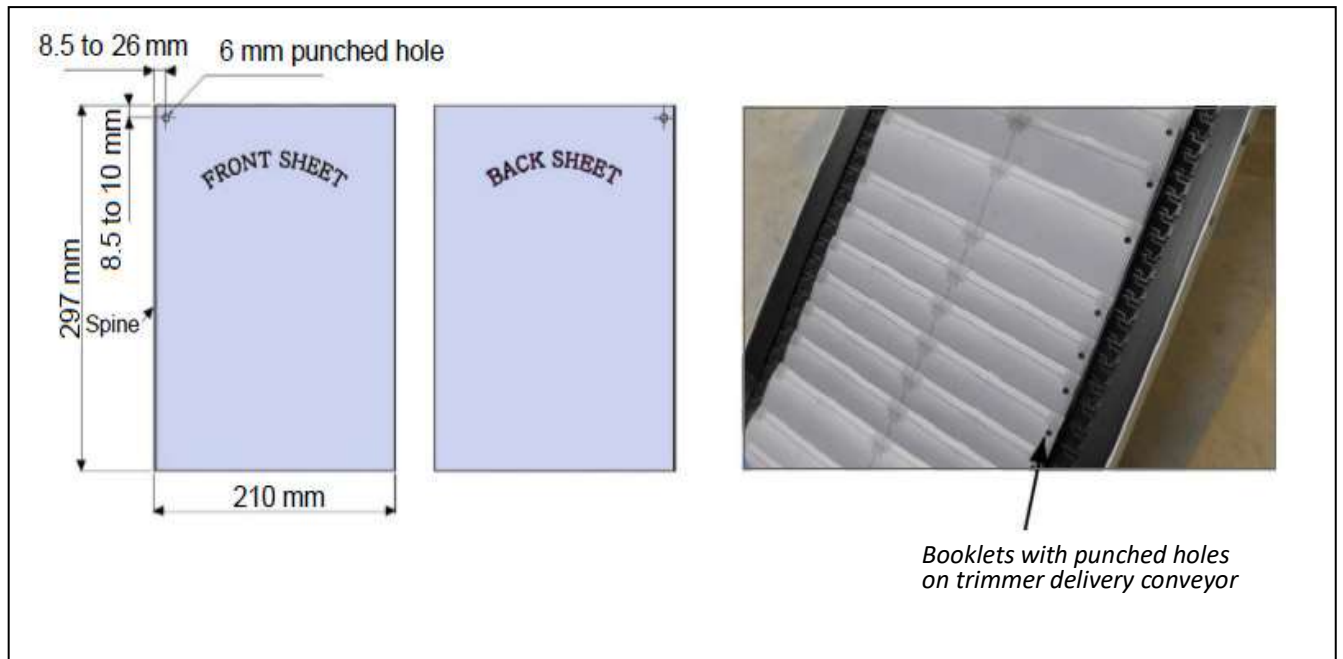 8.5 to 26 mm
6 mm punched hole
8.5 to 10 mm
297 mm
Spine
210 mm
FRONT SHEET
BACK SHEET
Booklets with punched holes
on trimmer delivery conveyor